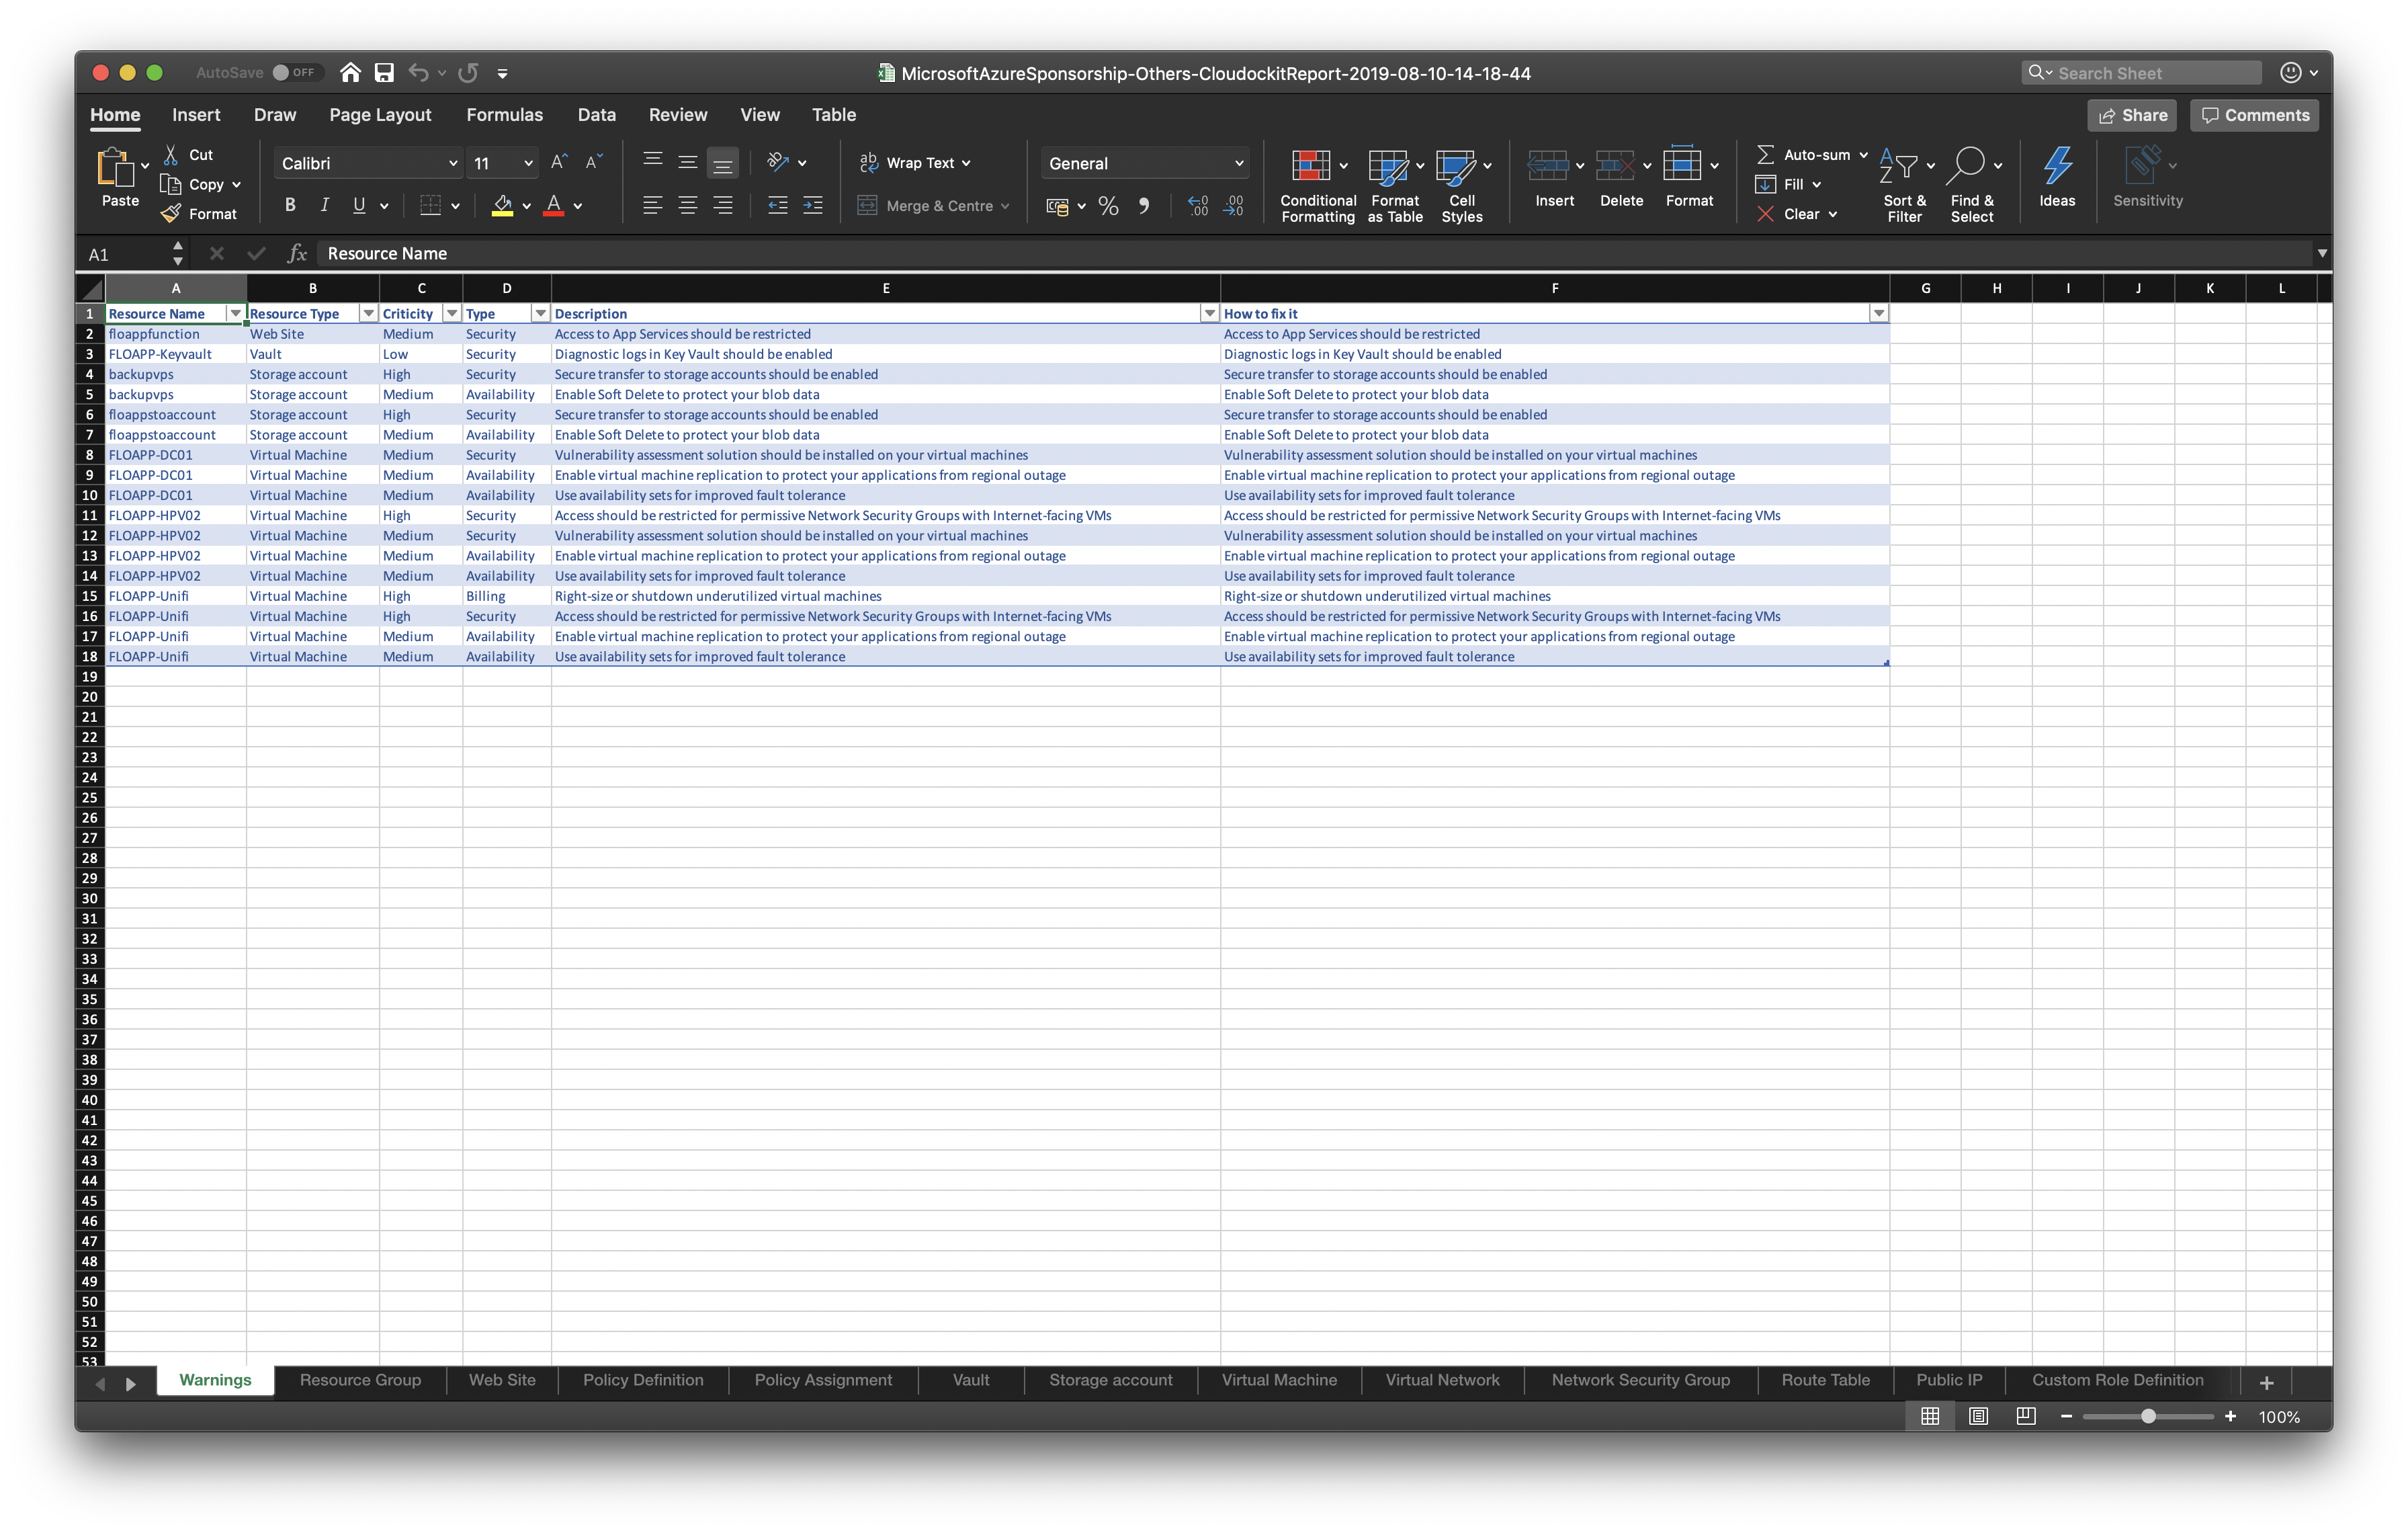 AutoSave OFF MicrosoftAzureSponsorship-Others-CloudockitReport-2019-08-10-14-18-44 Search Sheet
Home Insert Draw Page Layout Formulas Data Review View Table Share Comments
Paste Cut Copy Format Calibri 11 B I U Wrap Text Merge & Centre General Conditional Formatting Format as Table Cell Styles Insert Delete Format Auto-sum Fill Clear Sort & Filter Find & Select Ideas Sensitivity
A1 fx Resource Name
A B C D E F G H I J K L
1 Resource Name Resource Type Criticity Type Description How to fix it
2 floappfunction Web Site Medium Security Access to App Services should be restricted Access to App Services should be restricted
3 FLOAPP-Keyvault Vault Low Security Diagnostic logs in Key Vault should be enabled Diagnostic logs in Key Vault should be enabled
4 backupvps Storage account High Security Secure transfer to storage accounts should be enabled Secure transfer to storage accounts should be enabled
5 backupvps Storage account Medium Availability Enable Soft Delete to protect your blob data Enable Soft Delete to protect your blob data
6 floappstoaccount Storage account High Security Secure transfer to storage accounts should be enabled Secure transfer to storage accounts should be enabled
7 floappstoaccount Storage account Medium Availability Enable Soft Delete to protect your blob data Enable Soft Delete to protect your blob data
8 FLOAPP-DC01 Virtual Machine Medium Security Vulnerability assessment solution should be installed on your virtual machines Vulnerability assessment solution should be installed on your virtual machines
9 FLOAPP-DC01 Virtual Machine Medium Availability Enable virtual machine replication to protect your applications from regional outage Enable virtual machine replication to protect your applications from regional outage
10 FLOAPP-DC01 Virtual Machine Medium Availability Use availability sets for improved fault tolerance Use availability sets for improved fault tolerance
11 FLOAPP-HPV02 Virtual Machine High Security Access should be restricted for permissive Network Security Groups with Internet-facing VMs Access should be restricted for permissive Network Security Groups with Internet-facing VMs
12 FLOAPP-HPV02 Virtual Machine Medium Security Vulnerability assessment solution should be installed on your virtual machines Vulnerability assessment solution should be installed on your virtual machines
13 FLOAPP-HPV02 Virtual Machine Medium Availability Enable virtual machine replication to protect your applications from regional outage Enable virtual machine replication to protect your applications from regional outage
14 FLOAPP-HPV02 Virtual Machine Medium Availability Use availability sets for improved fault tolerance Use availability sets for improved fault tolerance
15 FLOAPP-Unifi Virtual Machine High Billing Right-size or shutdown underutilized virtual machines Right-size or shutdown underutilized virtual machines
16 FLOAPP-Unifi Virtual Machine High Security Access should be restricted for permissive Network Security Groups with Internet-facing VMs Access should be restricted for permissive Network Security Groups with Internet-facing VMs
17 FLOAPP-Unifi Virtual Machine Medium Availability Enable virtual machine replication to protect your applications from regional outage Enable virtual machine replication to protect your applications from regional outage
18 FLOAPP-Unifi Virtual Machine Medium Availability Use availability sets for improved fault tolerance Use availability sets for improved fault tolerance
19
20
21
22
23
24
25
26
27
28
29
30
31
32
33
34
35
36
37
38
39
40
41
42
43
44
45
46
47
48
49
50
51
52
53
Warnings Resource Group Web Site Policy Definition Policy Assignment Vault Storage account Virtual Machine Virtual Network Network Security Group Route Table Public IP Custom Role Definition +
100%